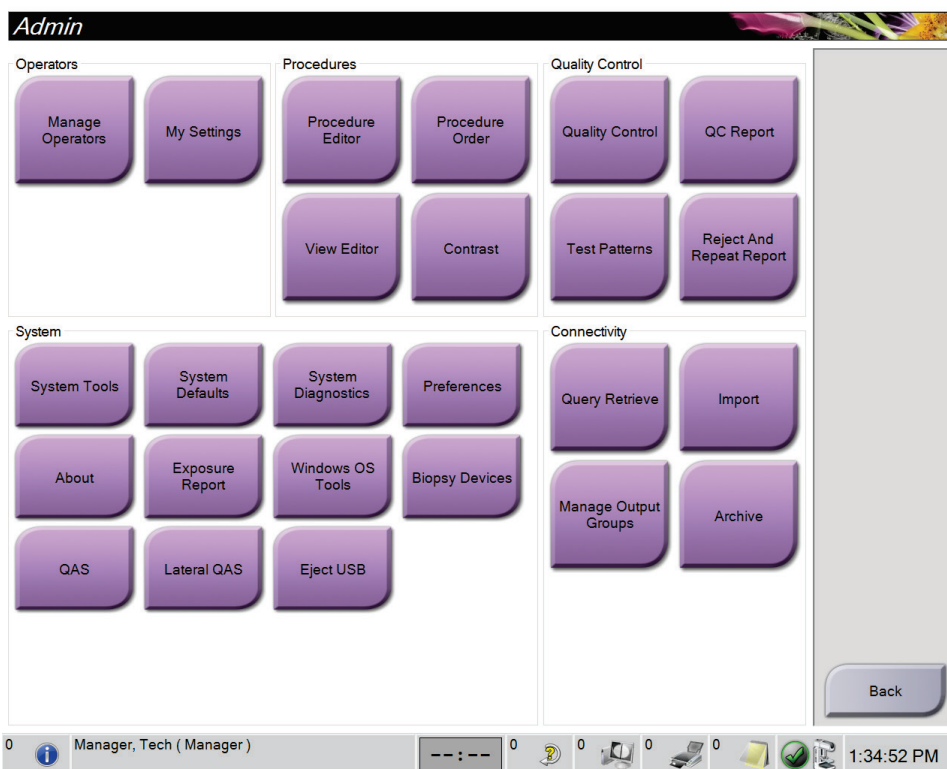 Admin
Operators
Manage
Operators
My Settings
Procedures
Procedure
Editor
Procedure
Order
View Editor
Contrast
Quality Control
Quality Control
QC Report
Test Patterns
Reject And
Repeat Report
System
System Tools
System
Defaults
System
Diagnostics
Preferences
About
Exposure
Report
Windows OS
Tools
Biopsy Devices
QAS
Lateral QAS
Eject USB
Connectivity
Query Retrieve
Import
Manage Output
Groups
Archive
Back
0
Manager, Tech ( Manager )
--:--
0
0
0
0
1:34:52 PM